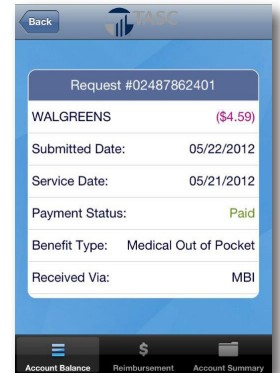 Back
TASC
Request #02487862401
WALGREENS ($4.59)
Submitted Date: 05/22/2012
Service Date: 05/21/2012
Payment Status: Paid
Benefit Type: Medical Out of Pocket
Received Via: MBI
$
Account Balance Reimbursement Account Summary